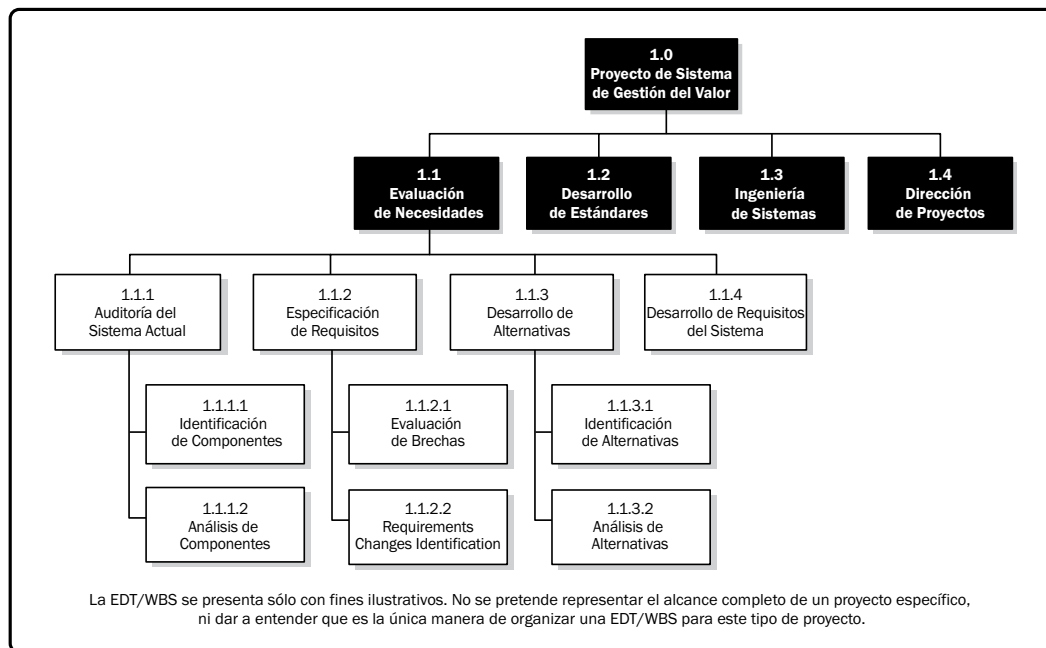 1.0
Proyecto de Sistema
de Gestión del Valor
1.1
Evaluación
de Necesidades
1.2
Desarrollo
de Estándares
1.3
Ingeniería
de Sistemas
1.4
Dirección
de Proyectos
1.1.1
Auditoría del
Sistema Actual
1.1.2
Especificación
de Requisitos
1.1.3
Desarrollo de
Alternativas
1.1.4
Desarrollo de Requisitos
del Sistema
1.1.1.1
Identificación
de Componentes
1.1.2.1
Evaluación
de Brechas
1.1.3.1
Identificación
de Alternativas
1.1.1.2
Análisis de
Componentes
1.1.2.2
Requirements
Changes Identification
1.1.3.2
Análisis de
Alternativas
La EDT/WBS se presenta sólo con fines ilustrativos. No se pretende representar el alcance completo de un proyecto específico,
ni dar a entender que es la única manera de organizar una EDT/WBS para este tipo de proyecto.